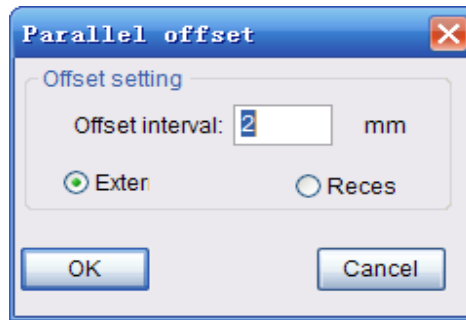 Parallel offset
Offset setting
Offset interval: 2 mm
Exter Reces
OK Cancel